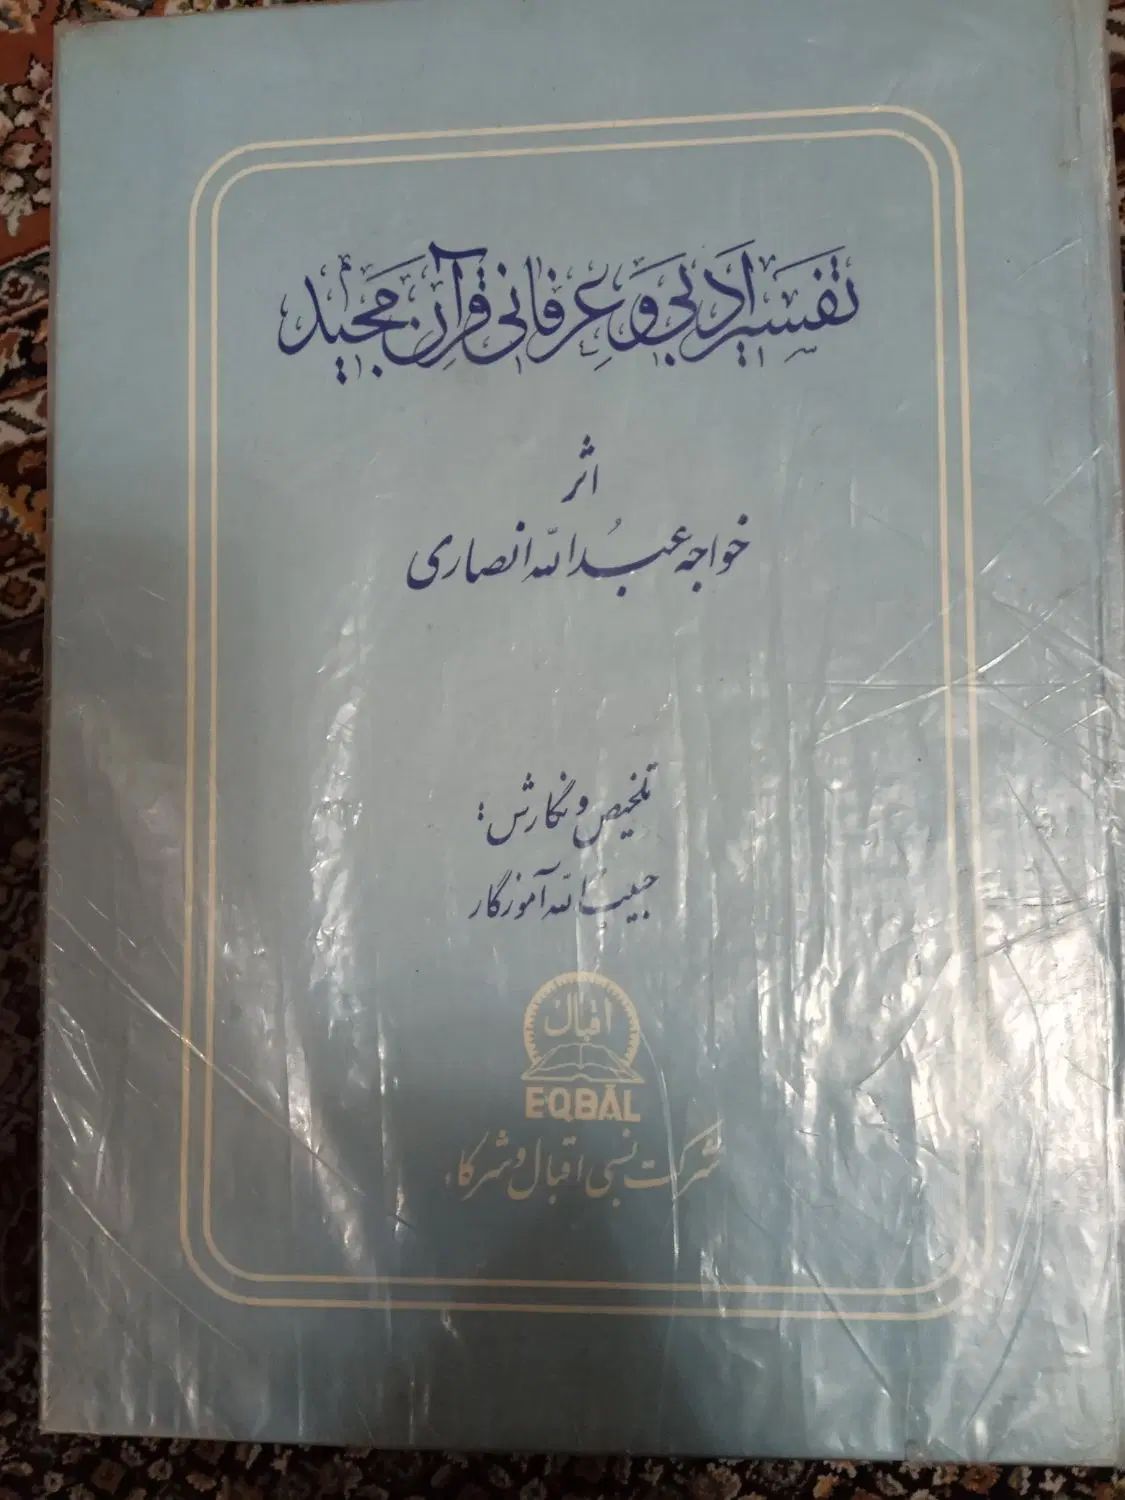 تفسیر ادبی و عرفانی قرآن مجید
اثر
خواجه عبدالله انصاری
تلخیص و نگارش:
حبیب الله آموزگار
اقبال
EQBÂL
شرکت نسبی اقبال و شرکاء